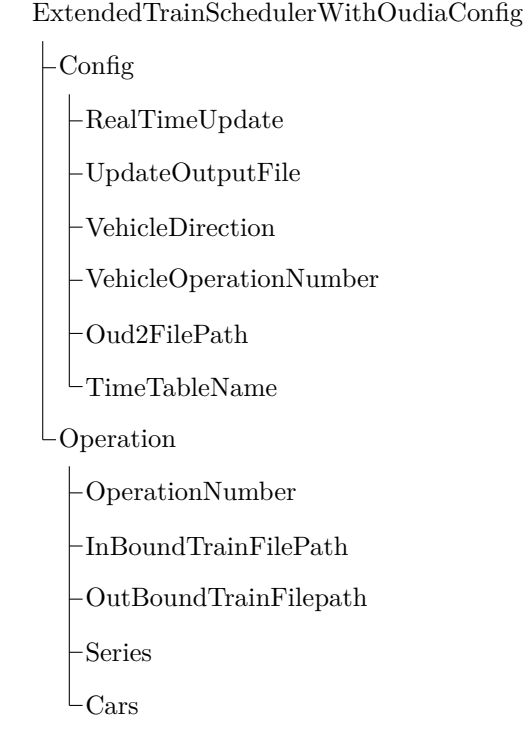 ExtendedTrainSchedulerWithOudiaConfig
Config
RealTimeUpdate
UpdateOutputFile
VehicleDirection
VehicleOperationNumber
Oud2FilePath
TimeTableName
Operation
OperationNumber
InBoundTrainFilePath
OutBoundTrainFilepath
Series
Cars